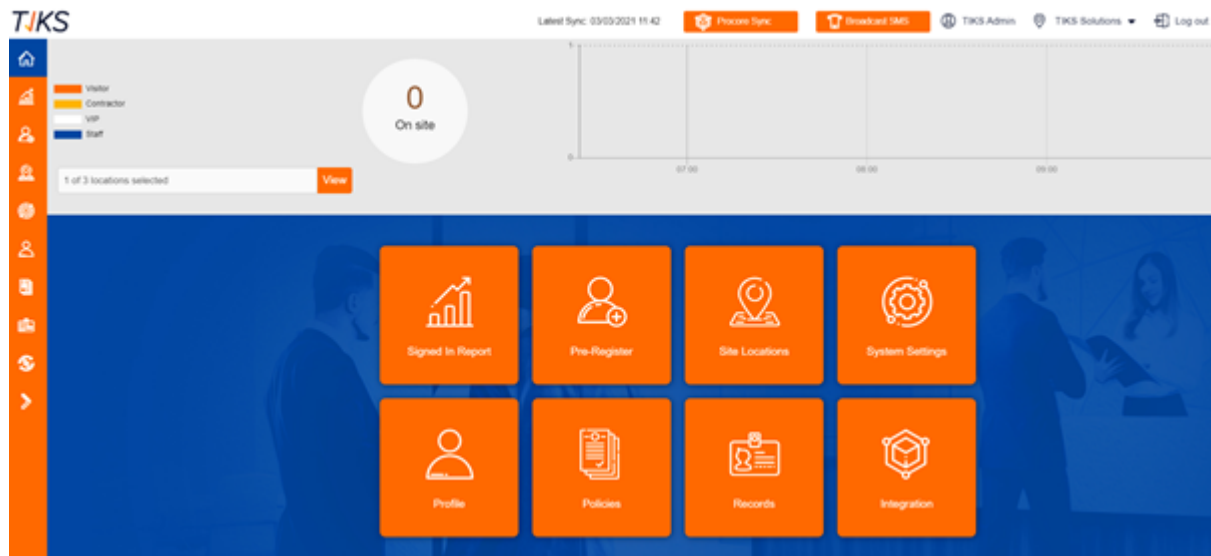 TIKS
Latest Sync: 03/03/2021 11:42
Procore Sync
Broadcast SMS
TIKS Admin
TIKS Solutions
Log out
Visitor
Contractor
VIP
Staff
0
On site
1
0
07:00
08:00
09:00
1 of 3 locations selected
View
Signed In Report
Pre-Register
Site Locations
System Settings
Profile
Policies
Records
Integration